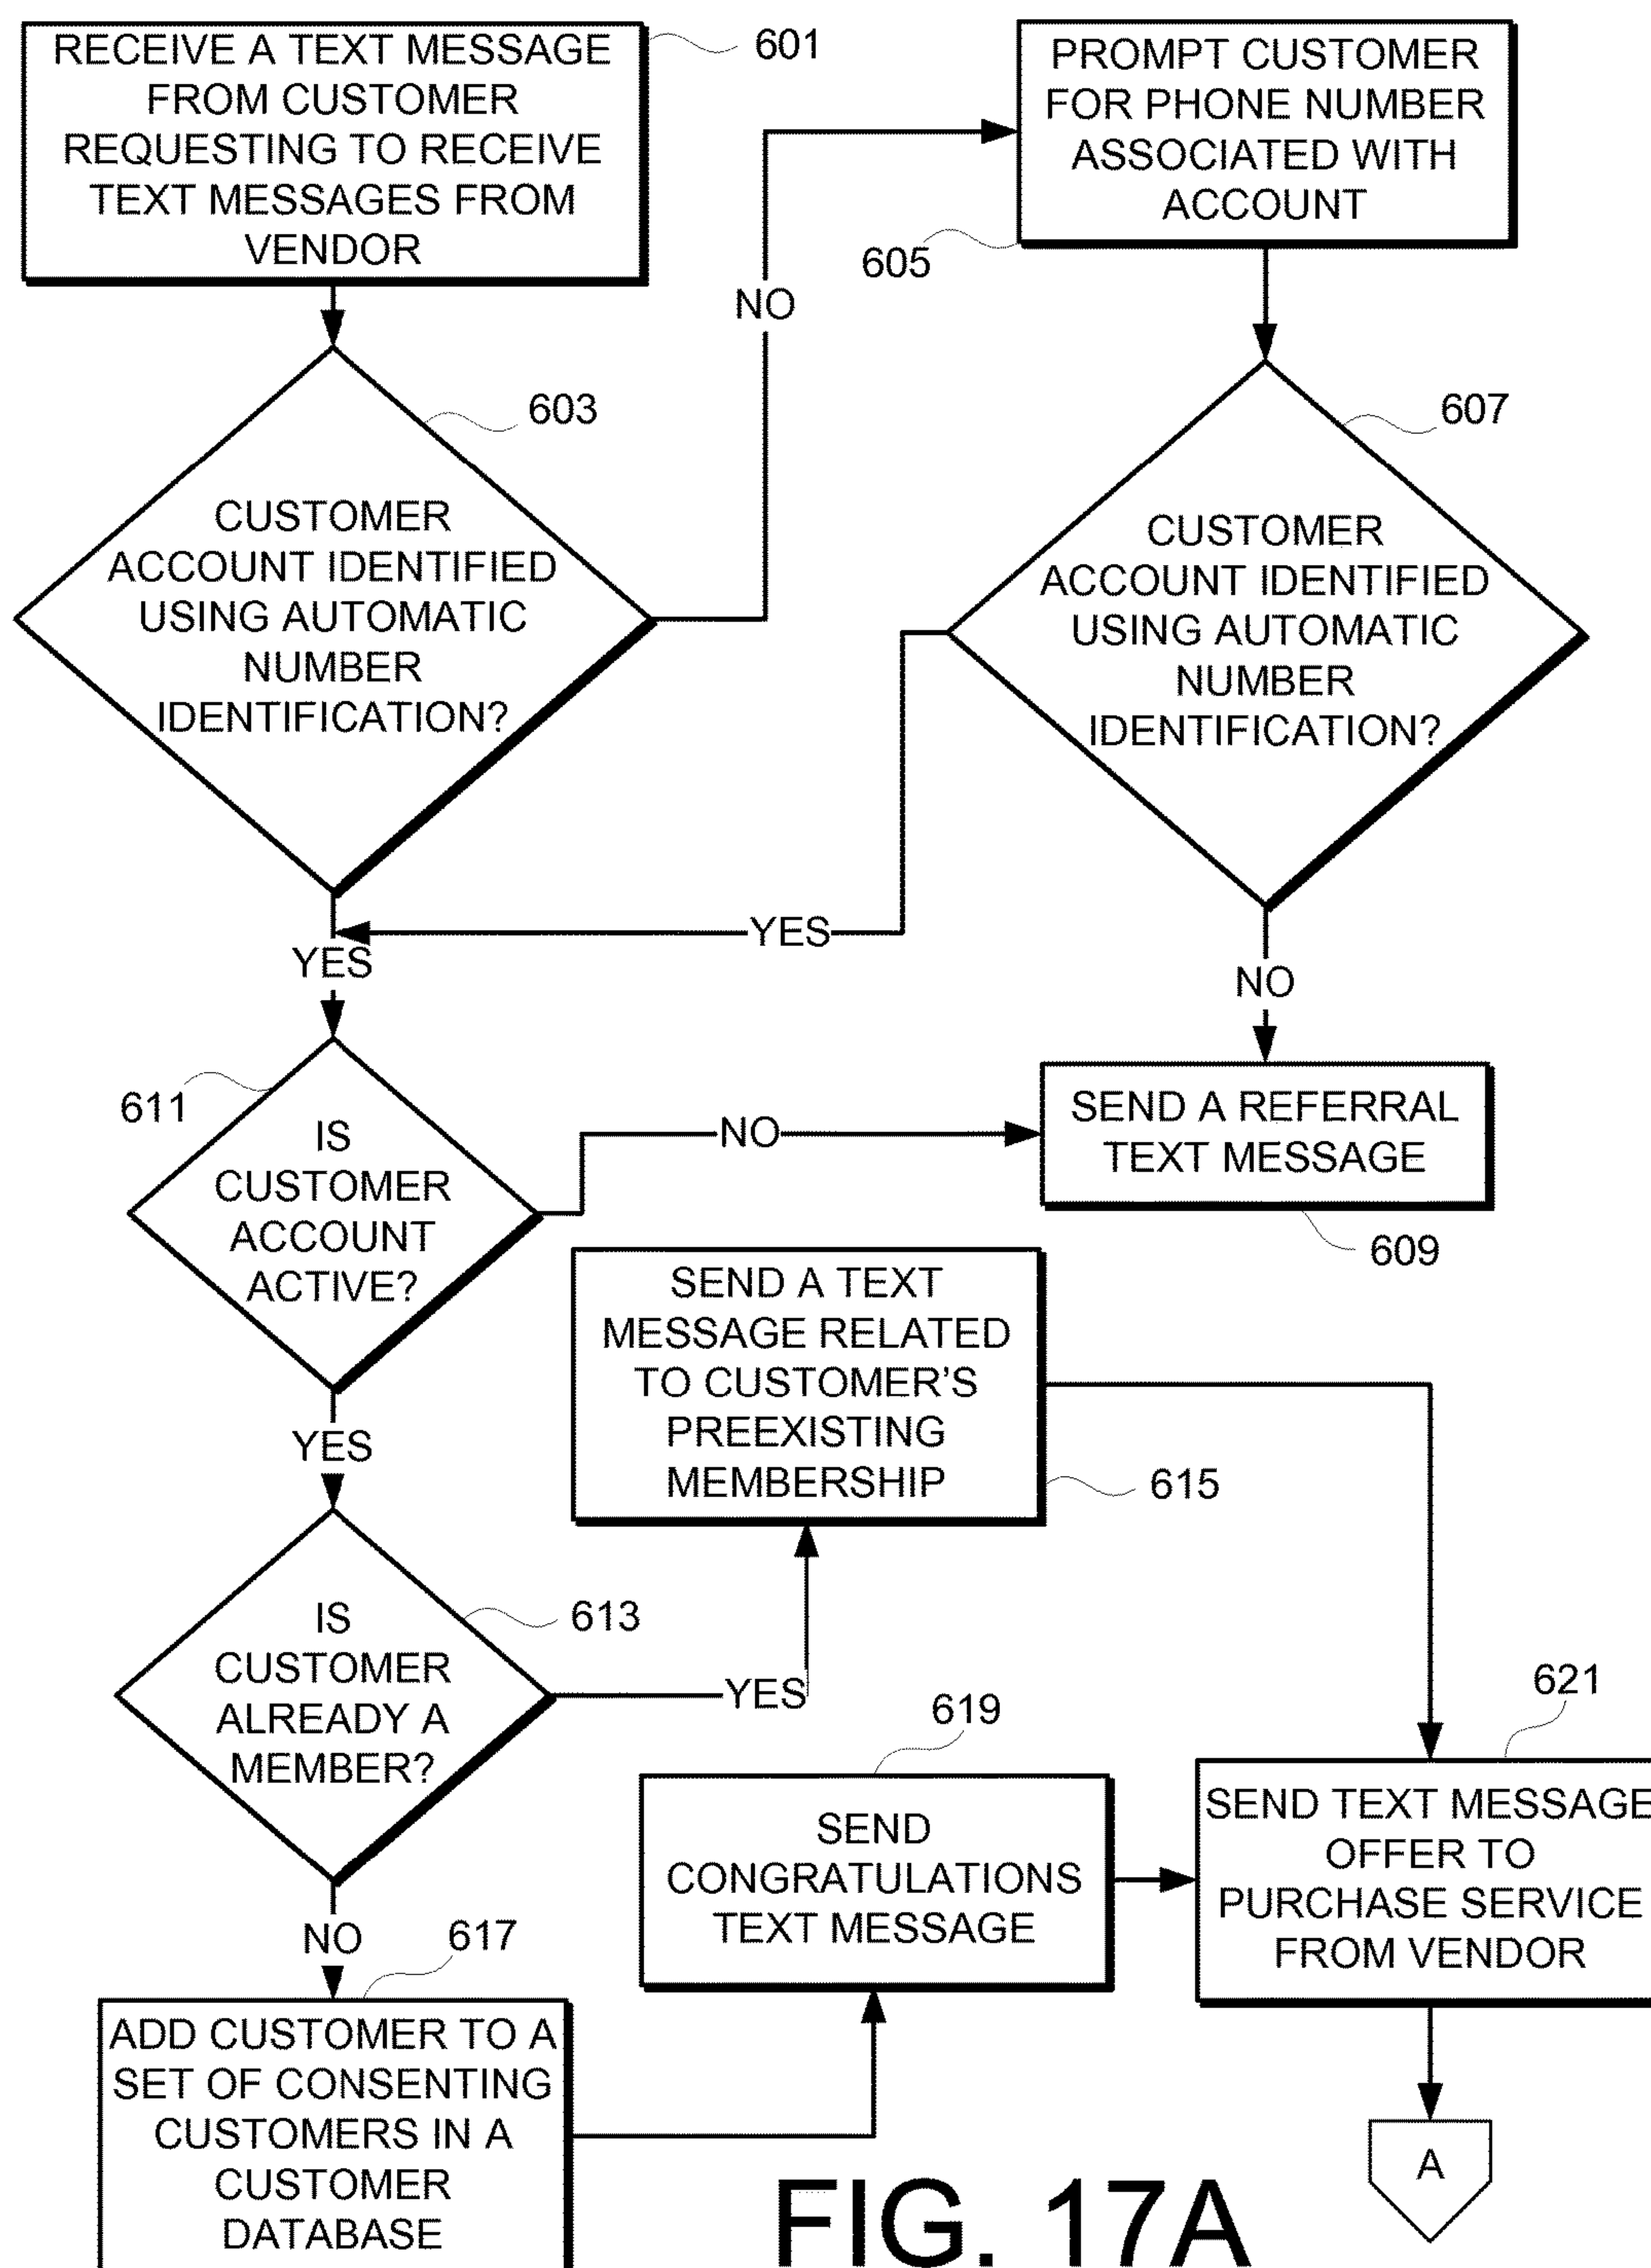 RECEIVE A TEXT MESSAGE
FROM CUSTOMER
REQUESTING TO RECEIVE
TEXT MESSAGES FROM
VENDOR
601
PROMPT CUSTOMER
FOR PHONE NUMBER
ASSOCIATED WITH
ACCOUNT
605
NO
603
CUSTOMER
ACCOUNT IDENTIFIED
USING AUTOMATIC
NUMBER
IDENTIFICATION?
607
CUSTOMER
ACCOUNT IDENTIFIED
USING AUTOMATIC
NUMBER
IDENTIFICATION?
YES
YES
NO
611
IS
CUSTOMER
ACCOUNT
ACTIVE?
NO
SEND A REFERRAL
TEXT MESSAGE
609
SEND A TEXT
MESSAGE RELATED
TO CUSTOMER'S
PREEXISTING
MEMBERSHIP
615
YES
613
IS
CUSTOMER
ALREADY A
MEMBER?
YES
619
SEND
CONGRATULATIONS
TEXT MESSAGE
621
SEND TEXT MESSAGE
OFFER TO
PURCHASE SERVICE
FROM VENDOR
NO
617
ADD CUSTOMER TO A
SET OF CONSENTING
CUSTOMERS IN A
CUSTOMER
DATABASE
A
FIG. 17A